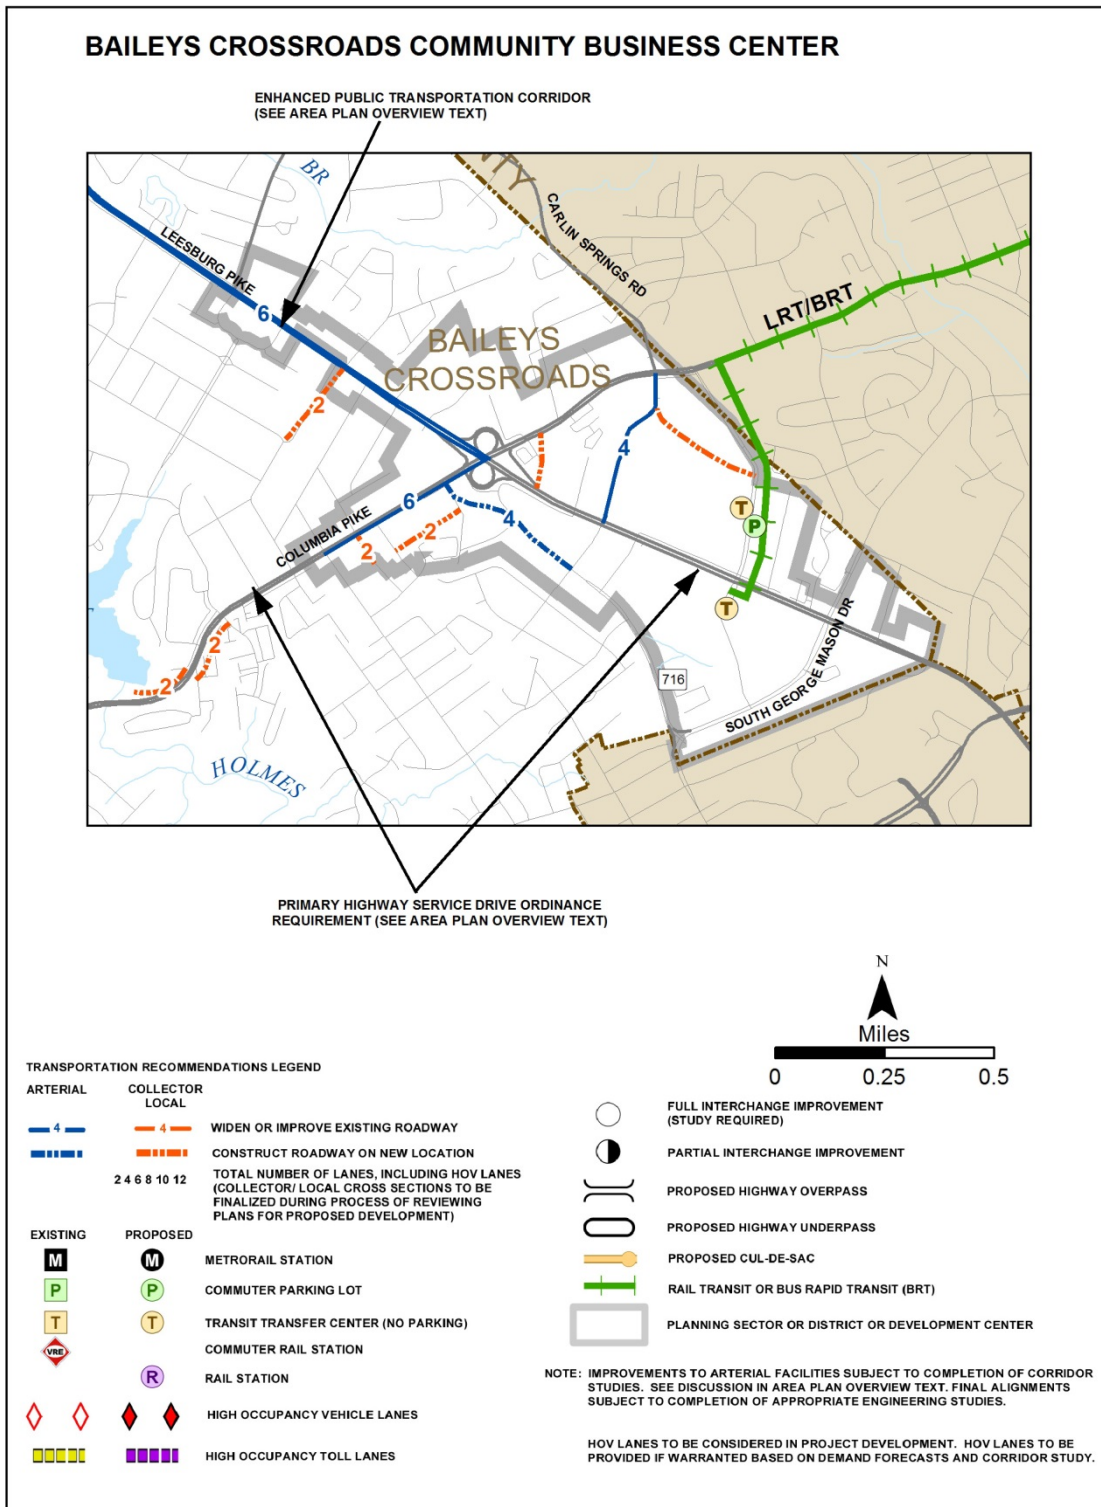 BAILEYS CROSSROADS COMMUNITY BUSINESS CENTER
ENHANCED PUBLIC TRANSPORTATION CORRIDOR
(SEE AREA PLAN OVERVIEW TEXT)
BR
NTY
CARLIN SPRINGS RD
LEESBURG PIKE
6
BAILEYS
CROSSROADS
LRT/BRT
2
4
6
4
COLUMBIA PIKE
2
2
T
P
T
2
2
716
SOUTH GEORGE MASON DR
HOLMES
PRIMARY HIGHWAY SERVICE DRIVE ORDINANCE
REQUIREMENT (SEE AREA PLAN OVERVIEW TEXT)
N
Miles
0 0.25 0.5
TRANSPORTATION RECOMMENDATIONS LEGEND
ARTERIAL
COLLECTOR
LOCAL
4 4 WIDEN OR IMPROVE EXISTING ROADWAY
CONSTRUCT ROADWAY ON NEW LOCATION
2 4 6 8 10 12 TOTAL NUMBER OF LANES, INCLUDING HOV LANES
(COLLECTOR/ LOCAL CROSS SECTIONS TO BE
FINALIZED DURING PROCESS OF REVIEWING
PLANS FOR PROPOSED DEVELOPMENT)
EXISTING PROPOSED
M M METRORAIL STATION
P P COMMUTER PARKING LOT
T T TRANSIT TRANSFER CENTER (NO PARKING)
VRE COMMUTER RAIL STATION
R RAIL STATION
HIGH OCCUPANCY VEHICLE LANES
HIGH OCCUPANCY TOLL LANES
FULL INTERCHANGE IMPROVEMENT
(STUDY REQUIRED)
PARTIAL INTERCHANGE IMPROVEMENT
PROPOSED HIGHWAY OVERPASS
PROPOSED HIGHWAY UNDERPASS
PROPOSED CUL-DE-SAC
RAIL TRANSIT OR BUS RAPID TRANSIT (BRT)
PLANNING SECTOR OR DISTRICT OR DEVELOPMENT CENTER
NOTE: IMPROVEMENTS TO ARTERIAL FACILITIES SUBJECT TO COMPLETION OF CORRIDOR
STUDIES. SEE DISCUSSION IN AREA PLAN OVERVIEW TEXT. FINAL ALIGNMENTS
SUBJECT TO COMPLETION OF APPROPRIATE ENGINEERING STUDIES.
HOV LANES TO BE CONSIDERED IN PROJECT DEVELOPMENT. HOV LANES TO BE
PROVIDED IF WARRANTED BASED ON DEMAND FORECASTS AND CORRIDOR STUDY.